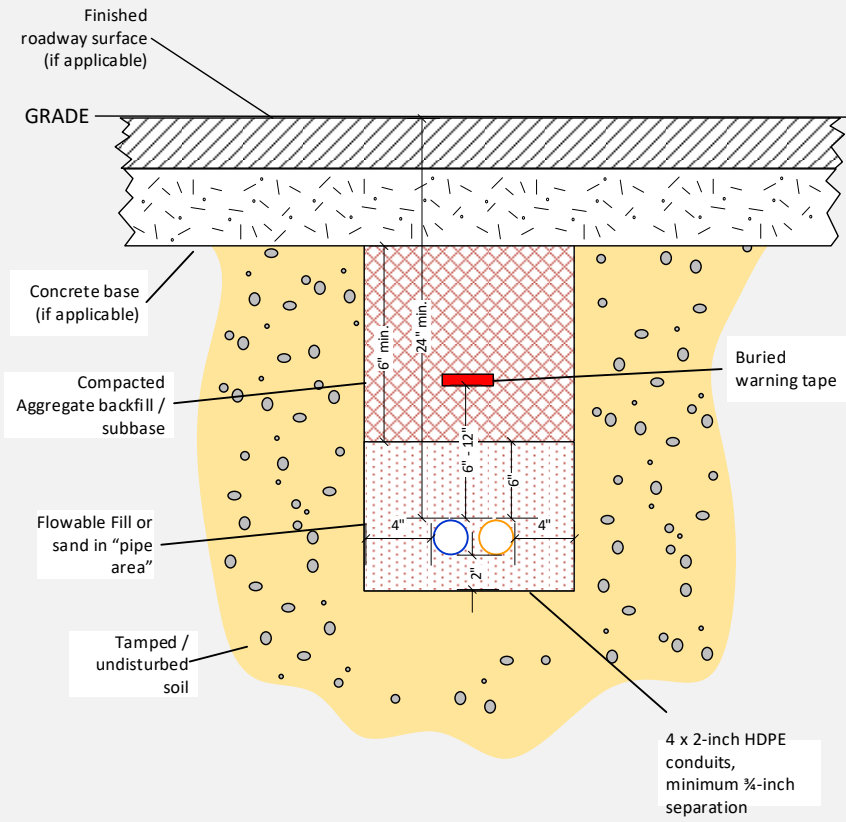 Finished
roadway surface
(if applicable)
GRADE
Concrete base
(if applicable)
6" min.
24" min.
Compacted
Aggregate backfill /
subbase
Buried
warning tape
6" - 12"
6"
Flowable Fill or
sand in “pipe
area”
4"
4"
2"
Tamped /
undisturbed
soil
4 x 2-inch HDPE
conduits,
minimum ¾-inch
separation